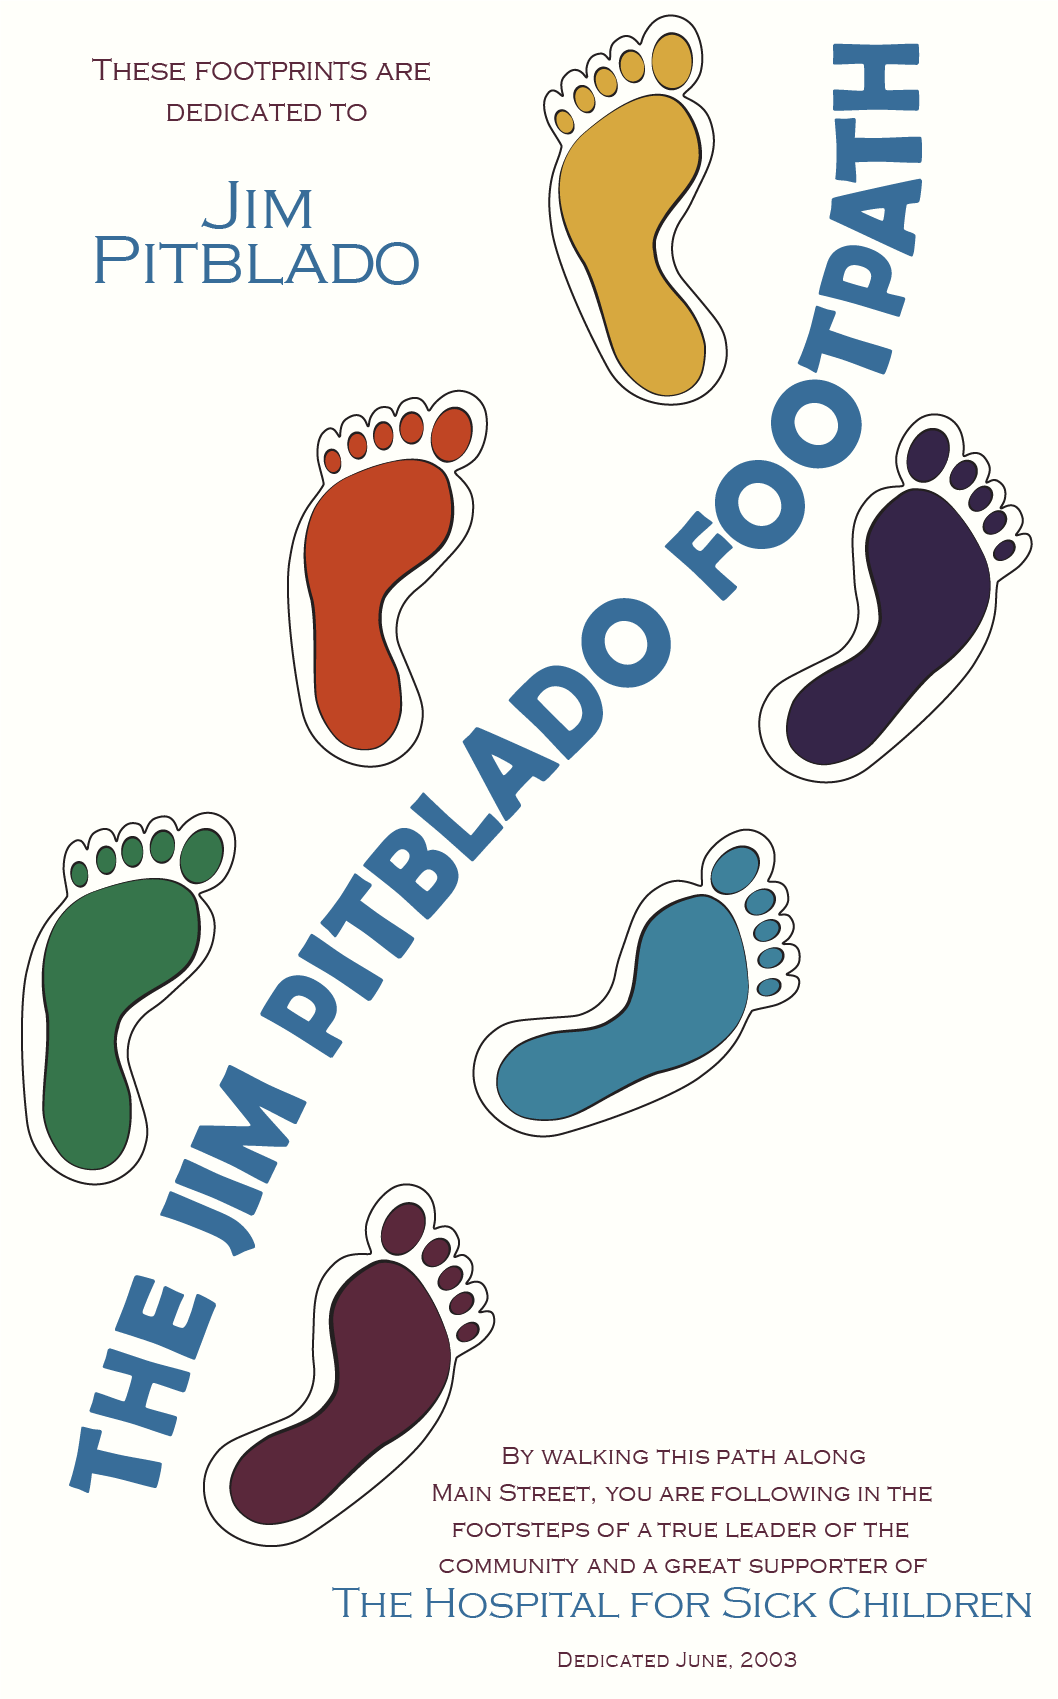 These footprints are
dedicated to
Jim
Pitblado
THE JIM PITBLADO FOOTPATH
By walking this path along
Main Street, you are following in the
footsteps of a true leader of the
community and a great supporter of
The Hospital for Sick Children
Dedicated June, 2003